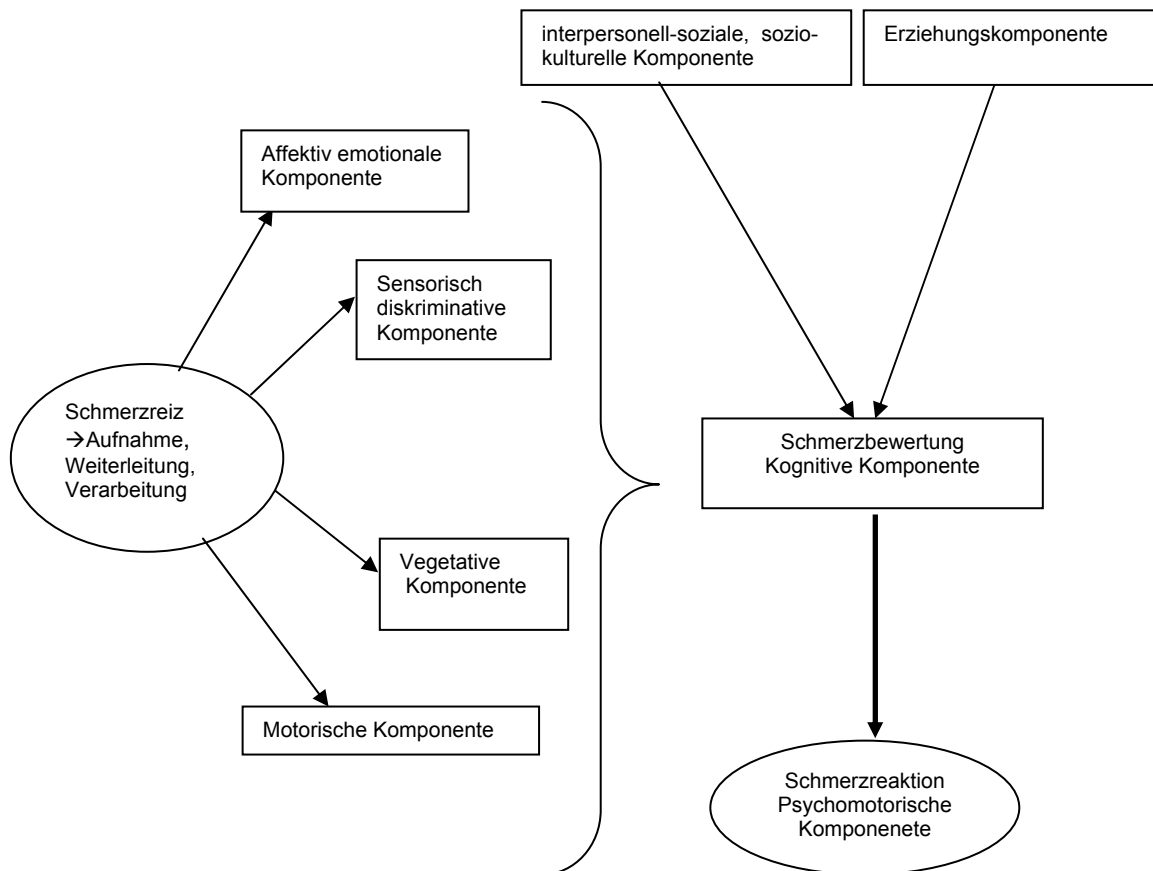 interpersonell-soziale, sozio-
kulturelle Komponente
Erziehungskomponente
Affektiv emotionale
Komponente
Sensorisch
diskriminative
Komponente
Schmerzreiz
→Aufnahme,
Weiterleitung,
Verarbeitung
Schmerzbewertung
Kognitive Komponente
Vegetative
Komponente
Motorische Komponente
Schmerzreaktion
Psychomotorische
Komponenete